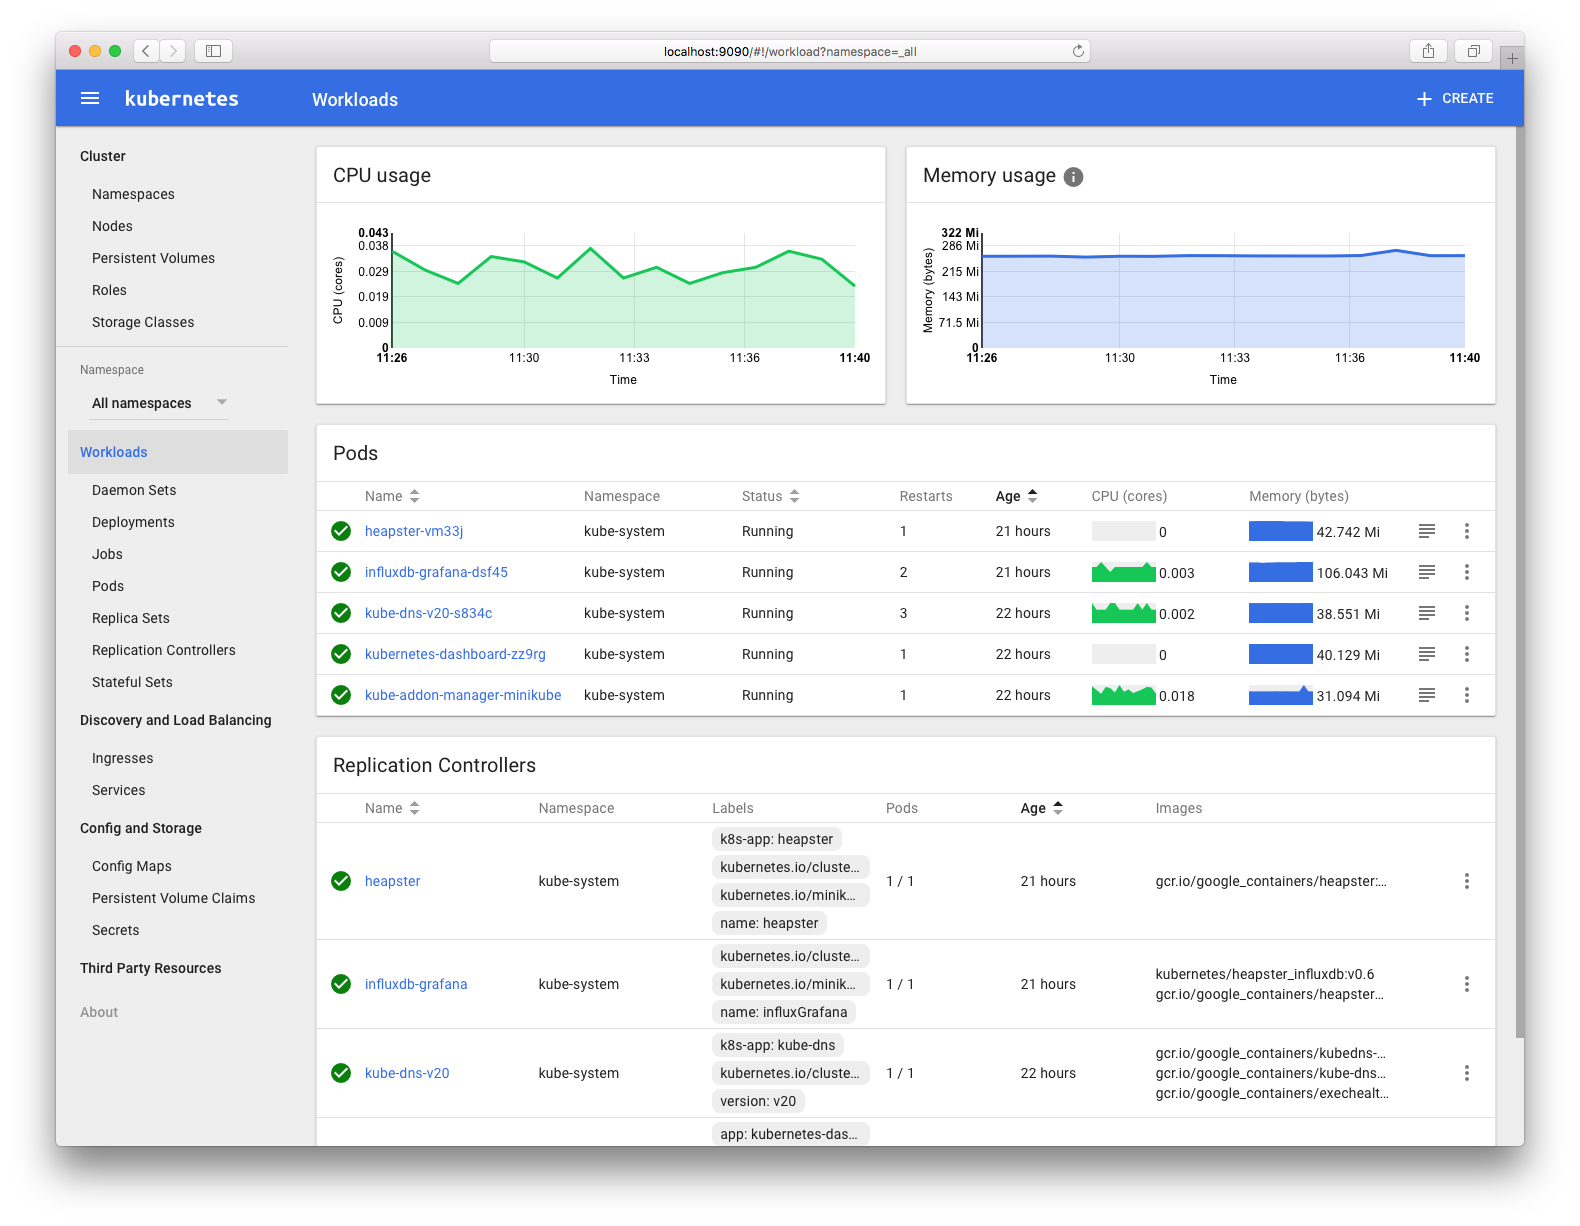 localhost:9090/#!/workload?namespace=_all
kubernetes
Workloads
CREATE
Cluster
Namespaces
Nodes
Persistent Volumes
Roles
Storage Classes
Namespace
All namespaces
Workloads
Daemon Sets
Deployments
Jobs
Pods
Replica Sets
Replication Controllers
Stateful Sets
Discovery and Load Balancing
Ingresses
Services
Config and Storage
Config Maps
Persistent Volume Claims
Secrets
Third Party Resources
About
CPU usage
CPU (cores)
0.043
0.038
0.029
0.019
0.009
0
11:26 11:30 11:33 11:36 11:40
Time
Memory usage
Memory (bytes)
322 Mi
286 Mi
215 Mi
143 Mi
71.5 Mi
0
11:26 11:30 11:33 11:36 11:40
Time
Pods
Name Namespace Status Restarts Age CPU (cores) Memory (bytes)
heapster-vm33j kube-system Running 1 21 hours 0 42.742 Mi
influxdb-grafana-dsf45 kube-system Running 2 21 hours 0.003 106.043 Mi
kube-dns-v20-s834c kube-system Running 3 22 hours 0.002 38.551 Mi
kubernetes-dashboard-zz9rg kube-system Running 1 22 hours 0 40.129 Mi
kube-addon-manager-minikube kube-system Running 1 22 hours 0.018 31.094 Mi
Replication Controllers
Name Namespace Labels Pods Age Images
k8s-app: heapster
kubernetes.io/cluste...
heapster kube-system 1 / 1 21 hours gcr.io/google_containers/heapster:...
kubernetes.io/minik...
name: heapster
kubernetes.io/cluste...
kubernetes/heapster_influxdb:v0.6
influxdb-grafana kube-system kubernetes.io/minik... 1 / 1 21 hours
gcr.io/google_containers/heapster...
name: influxGrafana
k8s-app: kube-dns
gcr.io/google_containers/kubedns-...
kube-dns-v20 kube-system kubernetes.io/cluste... 1 / 1 22 hours gcr.io/google_containers/kube-dns...
gcr.io/google_containers/exechealt...
version: v20
app: kubernetes-das...